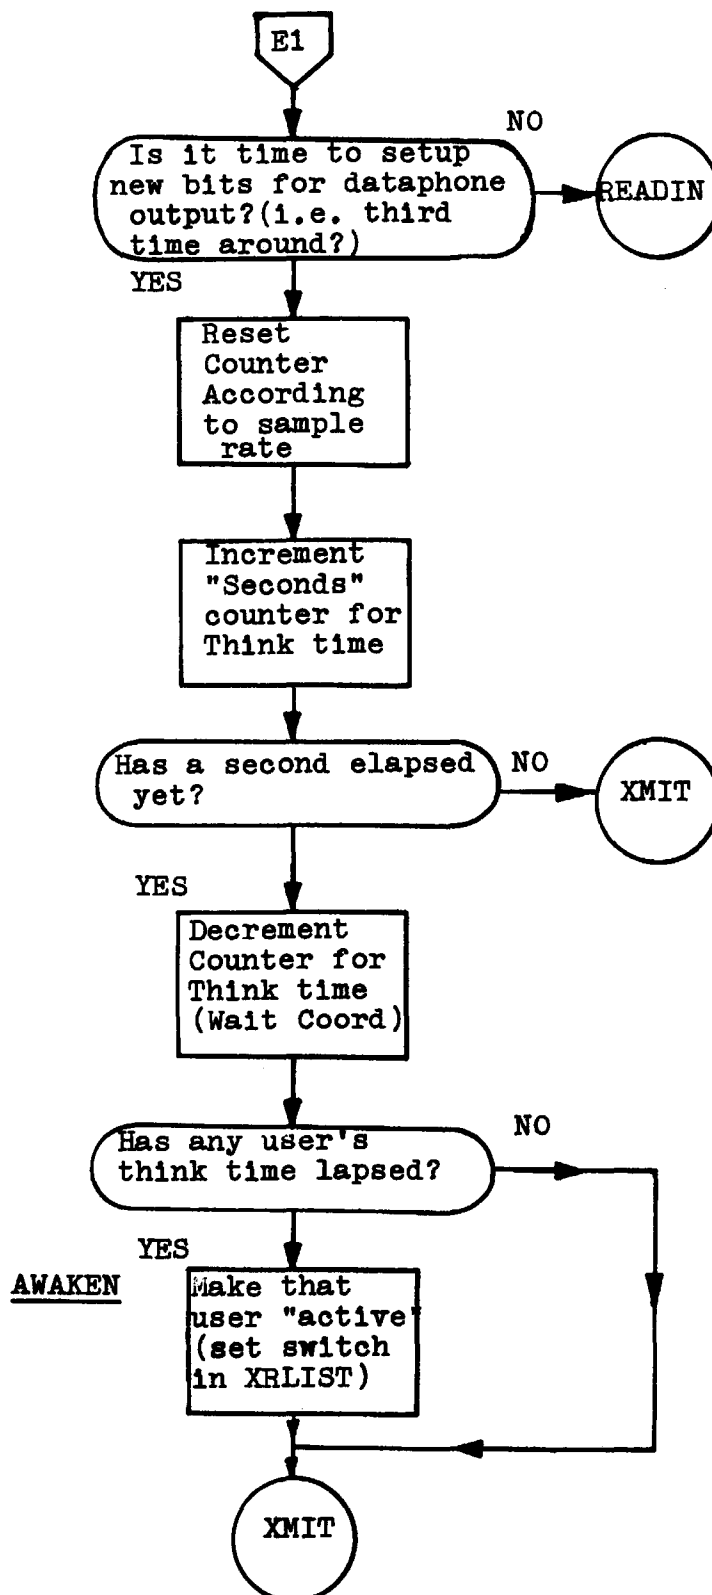 E1
NO
Is it time to setup
new bits for dataphone
output?(i.e. third
time around?)
READIN
YES
Reset
Counter
According
to sample
rate
Increment
"Seconds"
counter for
Think time
Has a second elapsed
yet?
NO
XMIT
YES
Decrement
Counter for
Think time
(Wait Coord)
Has any user's
think time lapsed?
NO
YES
AWAKEN
Make that
user "active"
(set switch
in XRLIST)
XMIT